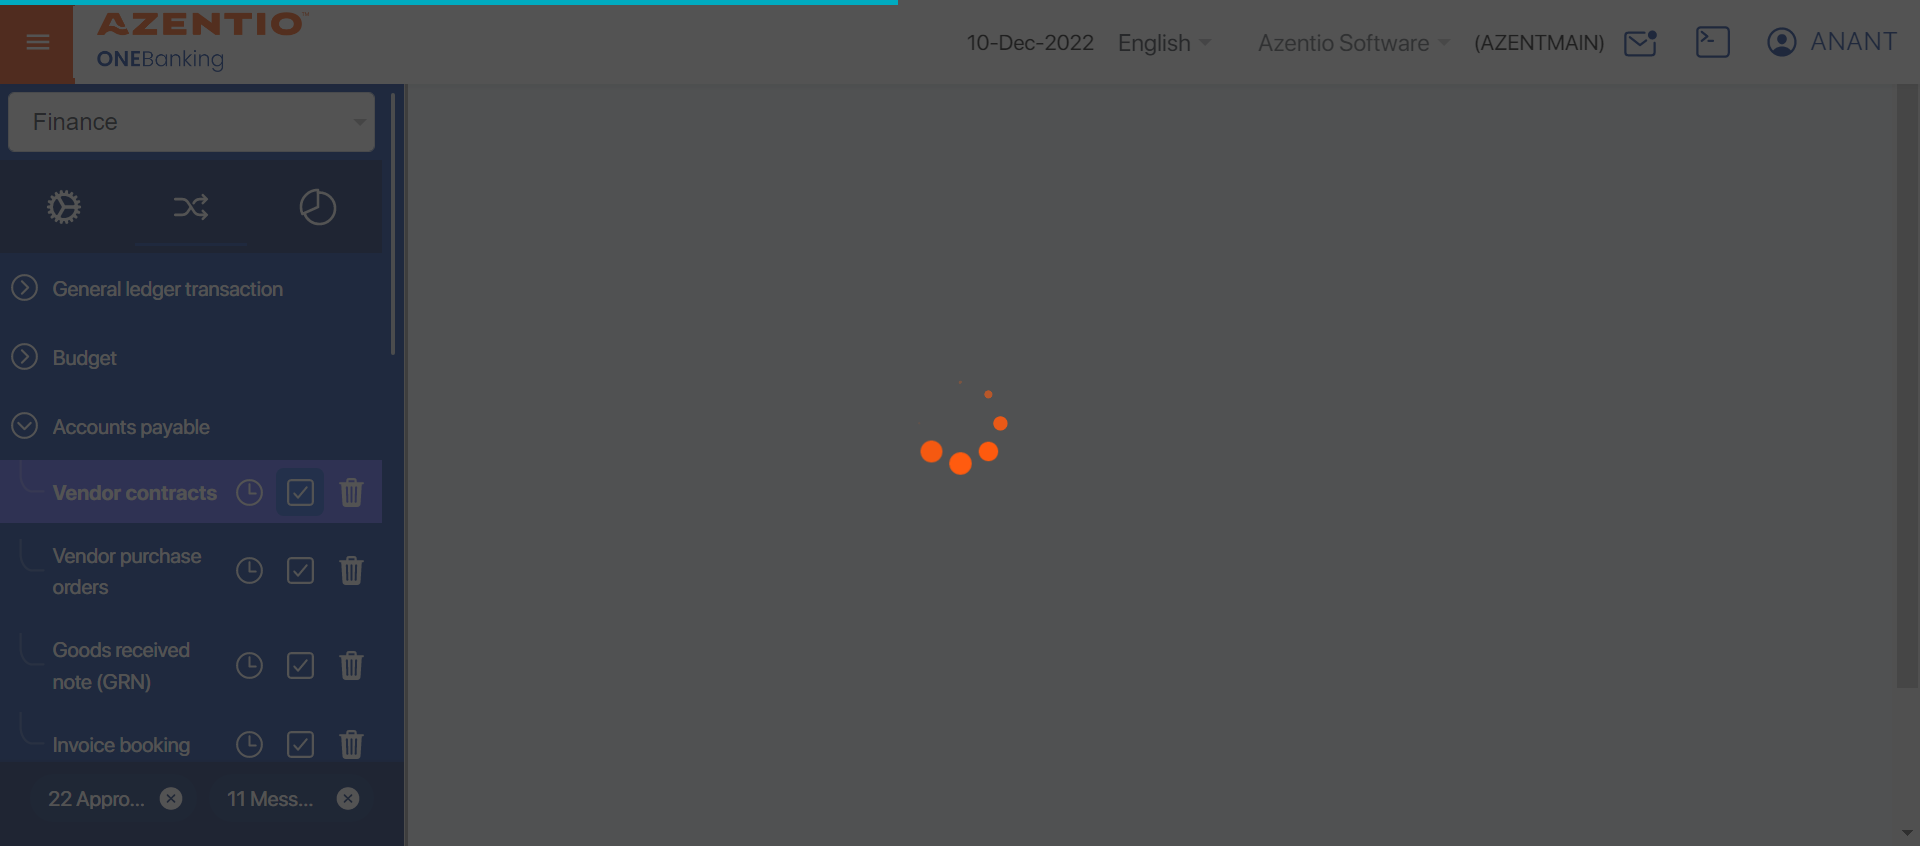 AZENTIO™
ONEBanking
10-Dec-2022
English
Azentio Software
(AZENTMAIN)
ANANT
Finance
General ledger transaction
Budget
Accounts payable
Vendor contracts
Vendor purchase
orders
Goods received
note (GRN)
Invoice booking
22 Appro...
11 Mess...